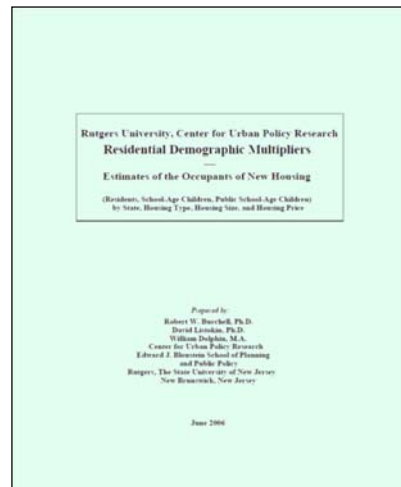 Rutgers University, Center for Urban Policy Research
Residential Demographic Multipliers
—
Estimates of the Occupants of New Housing
(Residents, School-Age Children, Public School-Age Children)
by State, Housing Type, Housing Size, and Housing Price
Prepared by:
Robert W. Burchell, Ph.D.
David Listokin, Ph.D.
William Dolphin, M.A.
Center for Urban Policy Research
Edward J. Bloustein School of Planning
and Public Policy
Rutgers, The State University of New Jersey
New Brunswick, New Jersey
June 2006